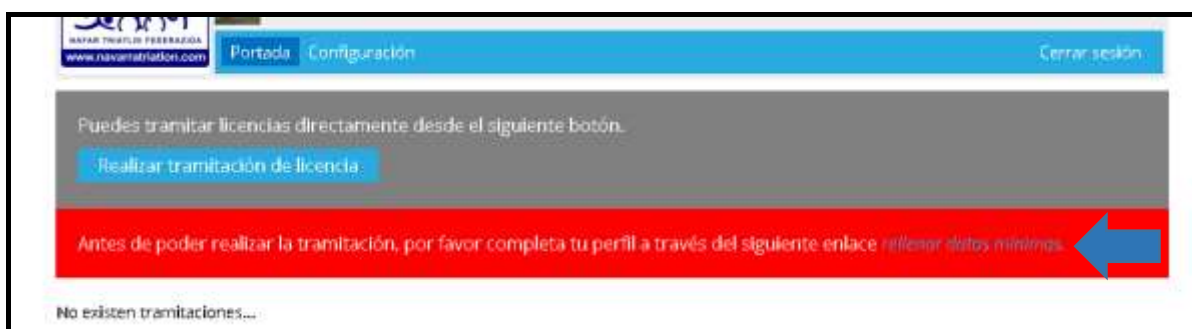 NAFAR TRIATLOI FEDERAZIOA
www.navarratriatlon.com
Portada Configuración Cerrar sesión
Puedes tramitar licencias directamente desde el siguiente botón.
Realizar tramitación de licencia
Antes de poder realizar la tramitación, por favor completa tu perfil a través del siguiente enlace rellenar datos mínimos.
No existen tramitaciones...